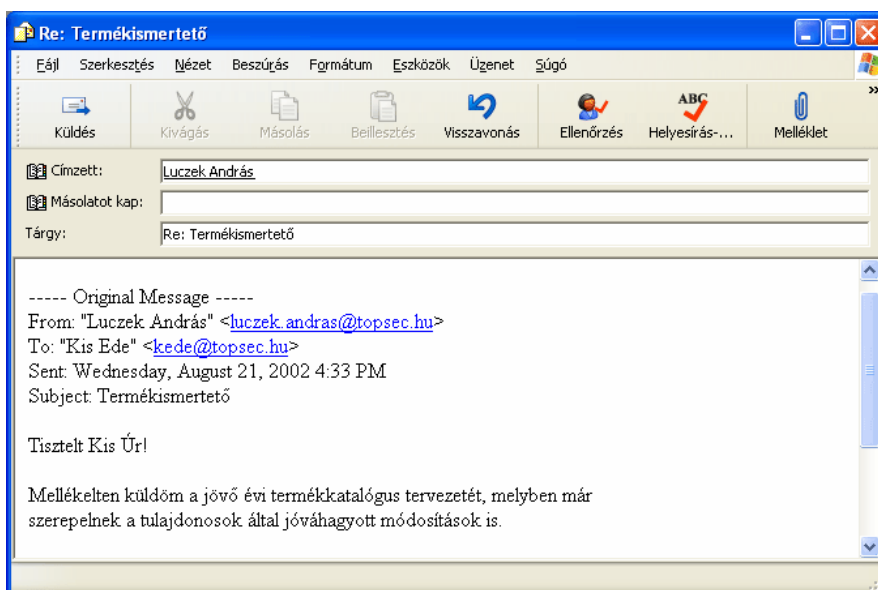 Re: Termékismertető
Fájl Szerkesztés Nézet Beszúrás Formátum Eszközök Üzenet Súgó
Küldés Kivágás Másolás Beillesztés Visszavonás Ellenőrzés ABC Helyesírás-... Melléklet »
Címzett: Luczek András
Másolatot kap:
Tárgy: Re: Termékismertető
----- Original Message -----
From: "Luczek András" <luczek.andras@topsec.hu>
To: "Kis Ede" <kede@topsec.hu>
Sent: Wednesday, August 21, 2002 4:33 PM
Subject: Termékismertető
Tisztelt Kis Úr!
Mellékelten küldöm a jövő évi termékkatalógus tervezetét, melyben már
szerepelnek a tulajdonosok által jóváhagyott módosítások is.